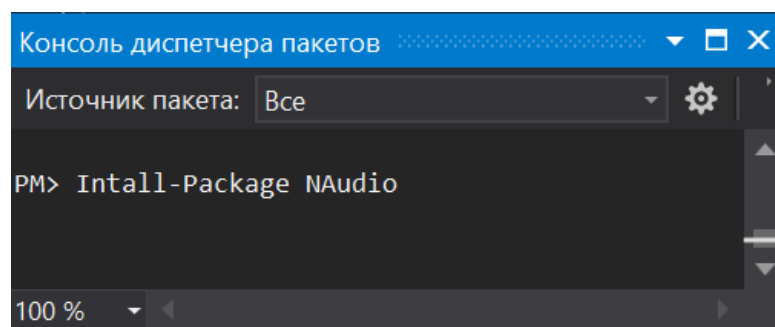 Консоль диспетчера пакетов
Источник пакета: Все
PM> Intall-Package NAudio
100 %